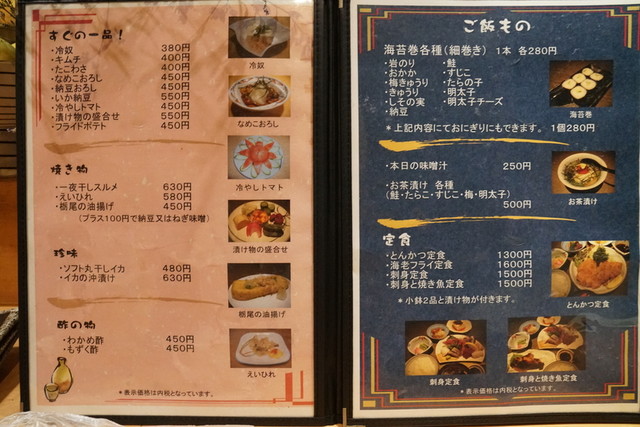 すぐの一品！
・冷奴 380円
・キムチ 400円
・たこわさ 400円
・なめこおろし 450円
・納豆おろし 450円
・いか納豆 550円
・冷やしトマト 450円
・漬け物の盛合せ 550円
・フライドポテト 450円
冷奴
なめこおろし
冷やしトマト
漬け物の盛合せ
栃尾の油揚げ
えいひれ
焼き物
・一夜干しスルメ 630円
・えいひれ 580円
・栃尾の油揚げ 450円
(プラス100円で納豆又はねぎ味噌)
珍味
・ソフト丸干しイカ 480円
・イカの沖漬け 630円
酢の物
・わかめ酢 450円
・もずく酢 450円
＊表示価格は内税となっています。
ご飯もの
海苔巻各種(細巻き) 1本 各280円
・岩のり ・鮭
・おかか ・すじこ
・梅きゅうり ・たらの子
・きゅうり ・明太子
・しその実 ・明太子チーズ
・納豆
海苔巻
＊上記内容にておにぎりにもできます。 1個280円
・本日の味噌汁 250円
・お茶漬け 各種
(鮭・たらこ・すじこ・梅・明太子)
500円
お茶漬け
定食
・とんかつ定食 1300円
・海老フライ定食 1600円
・刺身定食 1500円
・刺身と焼き魚定食 1500円
＊小鉢2品と漬け物が付きます。
とんかつ定食
刺身定食
刺身と焼き魚定食
＊表示価格は内税となっています。